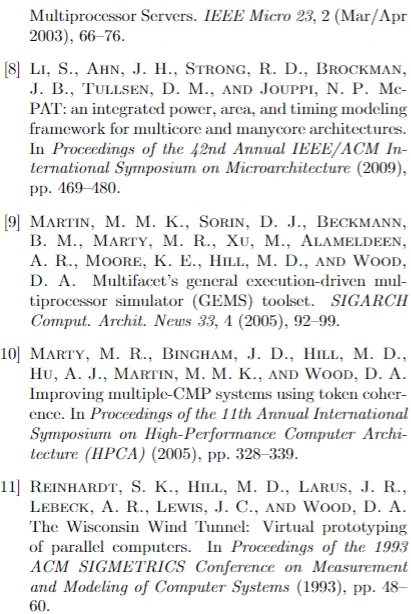 Multiprocessor Servers. IEEE Micro 23, 2 (Mar/Apr
2003), 66–76.
[8] Li, S., Ahn, J. H., Strong, R. D., Brockman,
J. B., Tullsen, D. M., and Jouppi, N. P. Mc-
PAT: an integrated power, area, and timing modeling
framework for multicore and manycore architectures.
In Proceedings of the 42nd Annual IEEE/ACM In-
ternational Symposium on Microarchitecture (2009),
pp. 469–480.
[9] Martin, M. M. K., Sorin, D. J., Beckmann,
B. M., Marty, M. R., Xu, M., Alameldeen,
A. R., Moore, K. E., Hill, M. D., and Wood,
D. A. Multifacet's general execution-driven mul-
tiprocessor simulator (GEMS) toolset. SIGARCH
Comput. Archit. News 33, 4 (2005), 92–99.
10] Marty, M. R., Bingham, J. D., Hill, M. D.,
Hu, A. J., Martin, M. M. K., and Wood, D. A.
Improving multiple-CMP systems using token coher-
ence. In Proceedings of the 11th Annual International
Symposium on High-Performance Computer Archi-
tecture (HPCA) (2005), pp. 328–339.
11] Reinhardt, S. K., Hill, M. D., Larus, J. R.,
Lebeck, A. R., Lewis, J. C., and Wood, D. A.
The Wisconsin Wind Tunnel: Virtual prototyping
of parallel computers. In Proceedings of the 1993
ACM SIGMETRICS Conference on Measurement
and Modeling of Computer Systems (1993), pp. 48–
60.